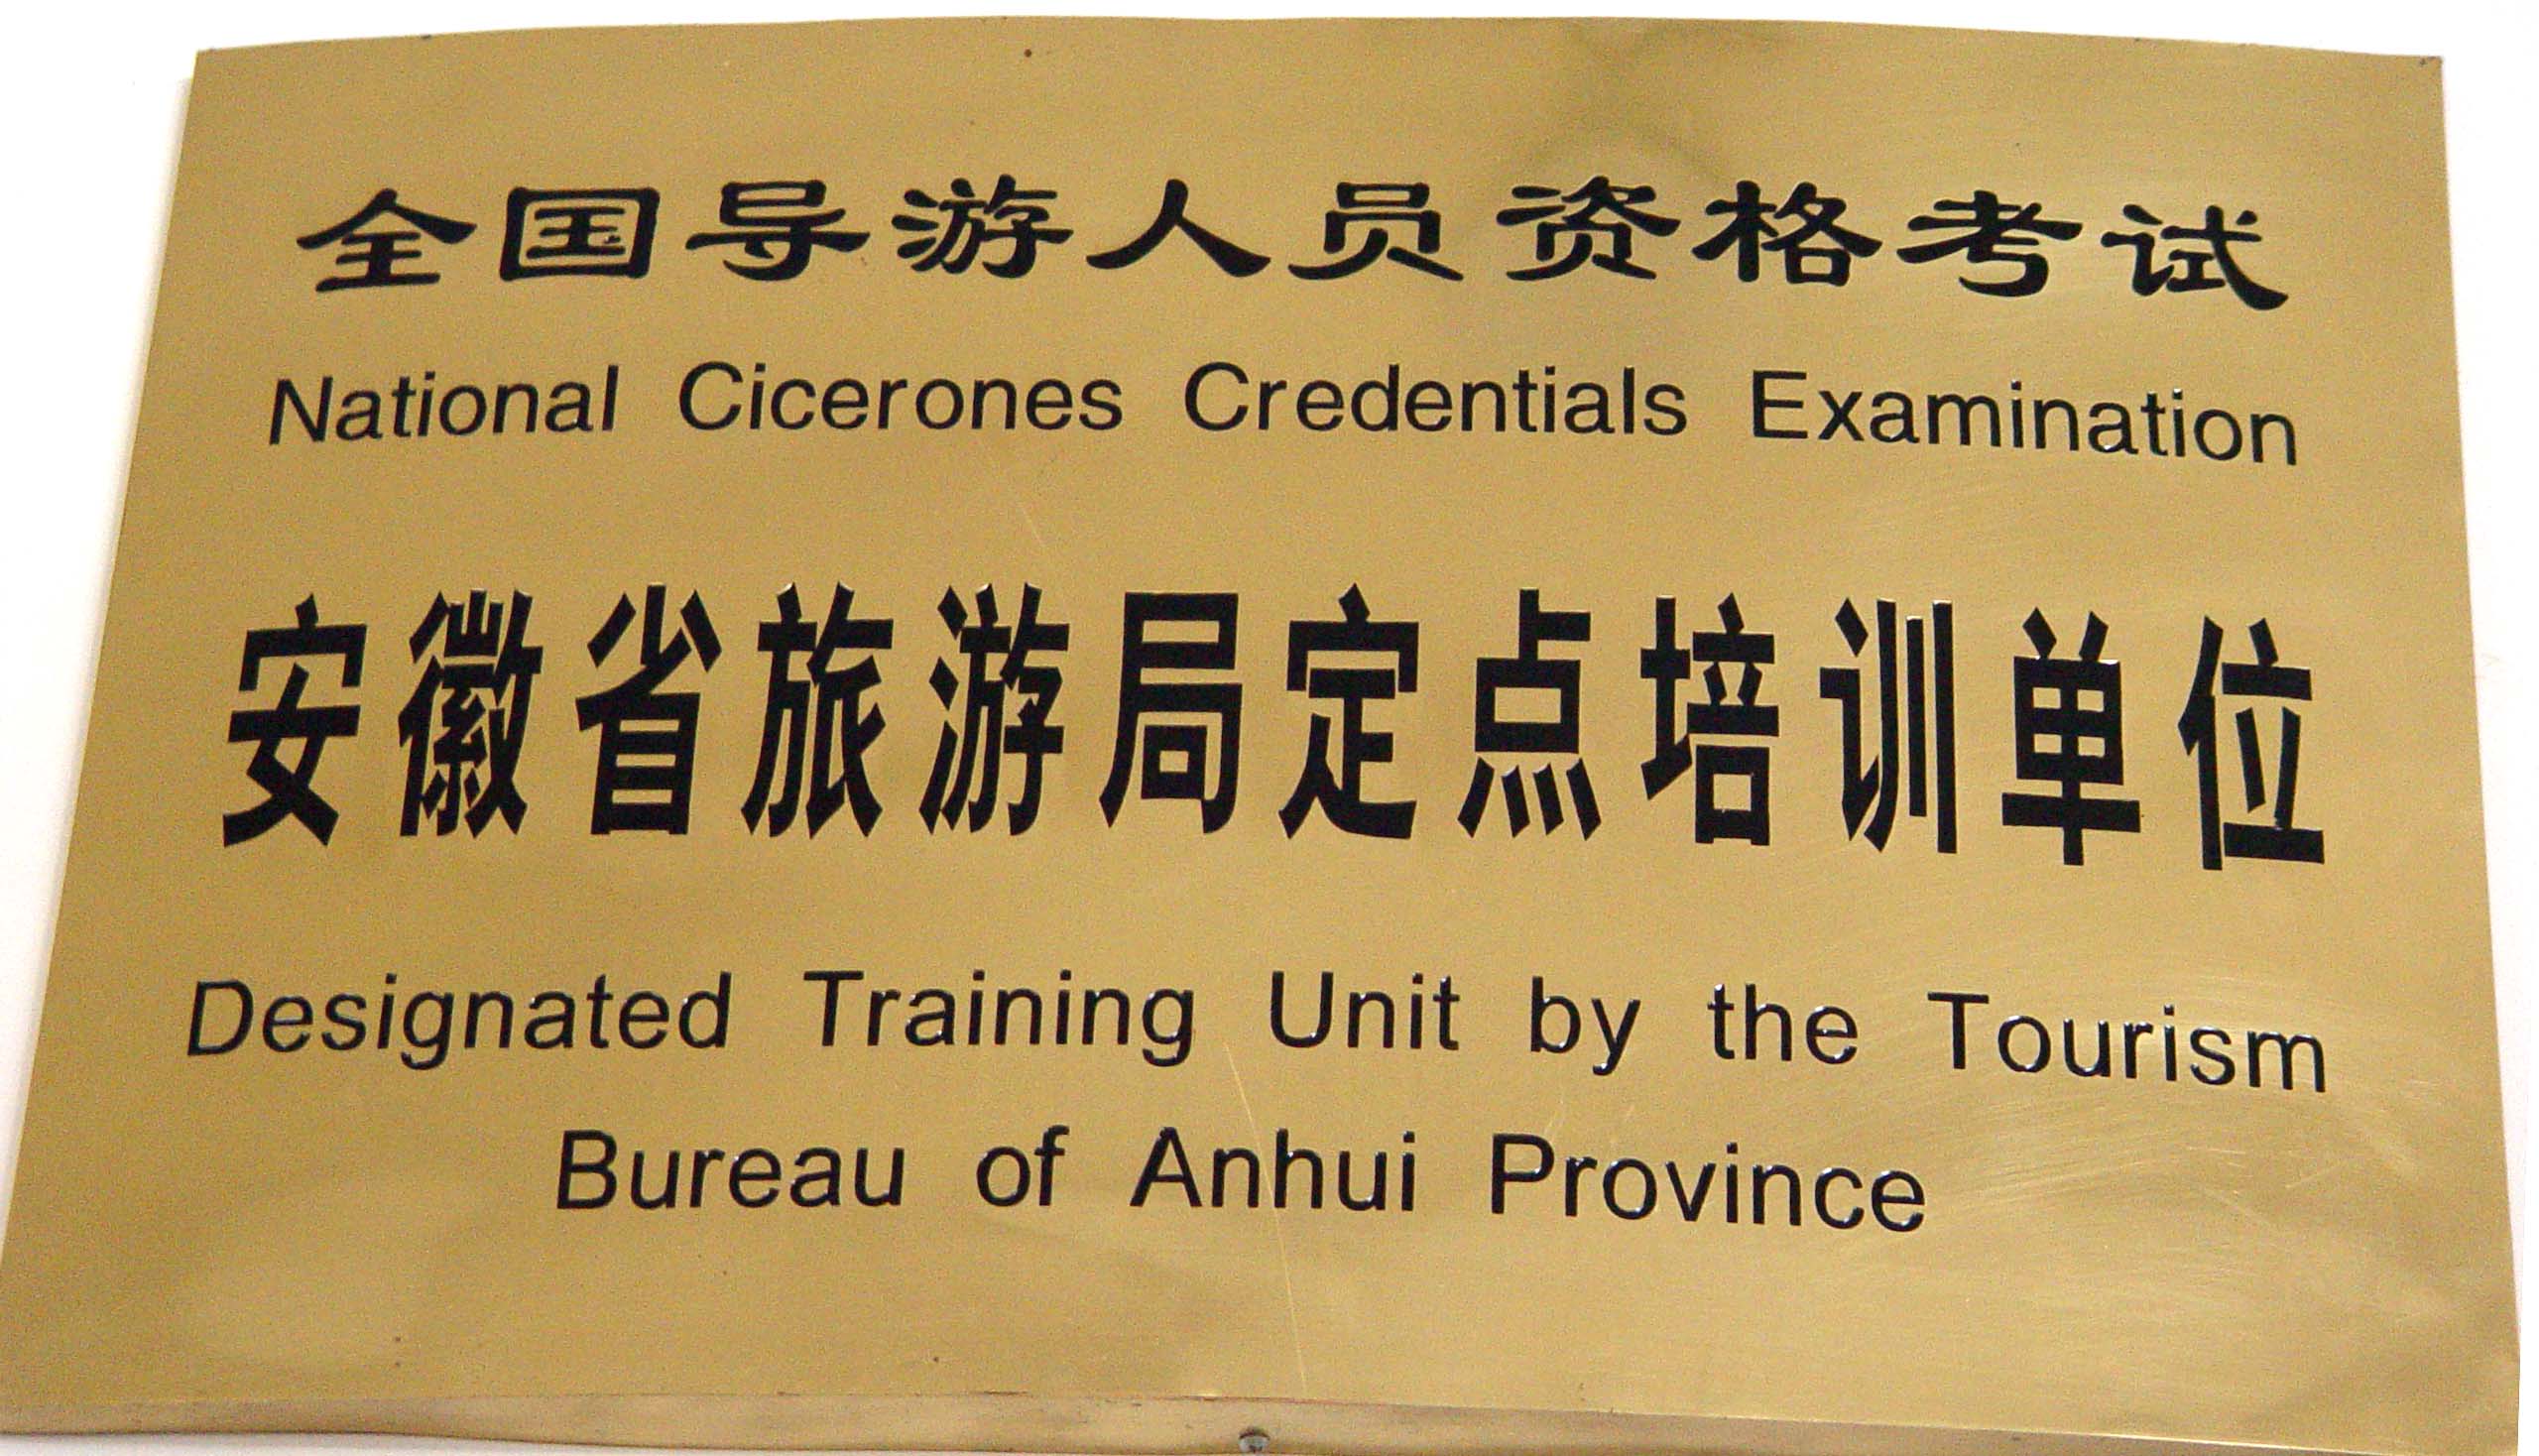 全国导游人员资格考试
National Cicerones Credentials Examination
安徽省旅游局定点培训单位
Designated Training Unit by the Tourism
Bureau of Anhui Province